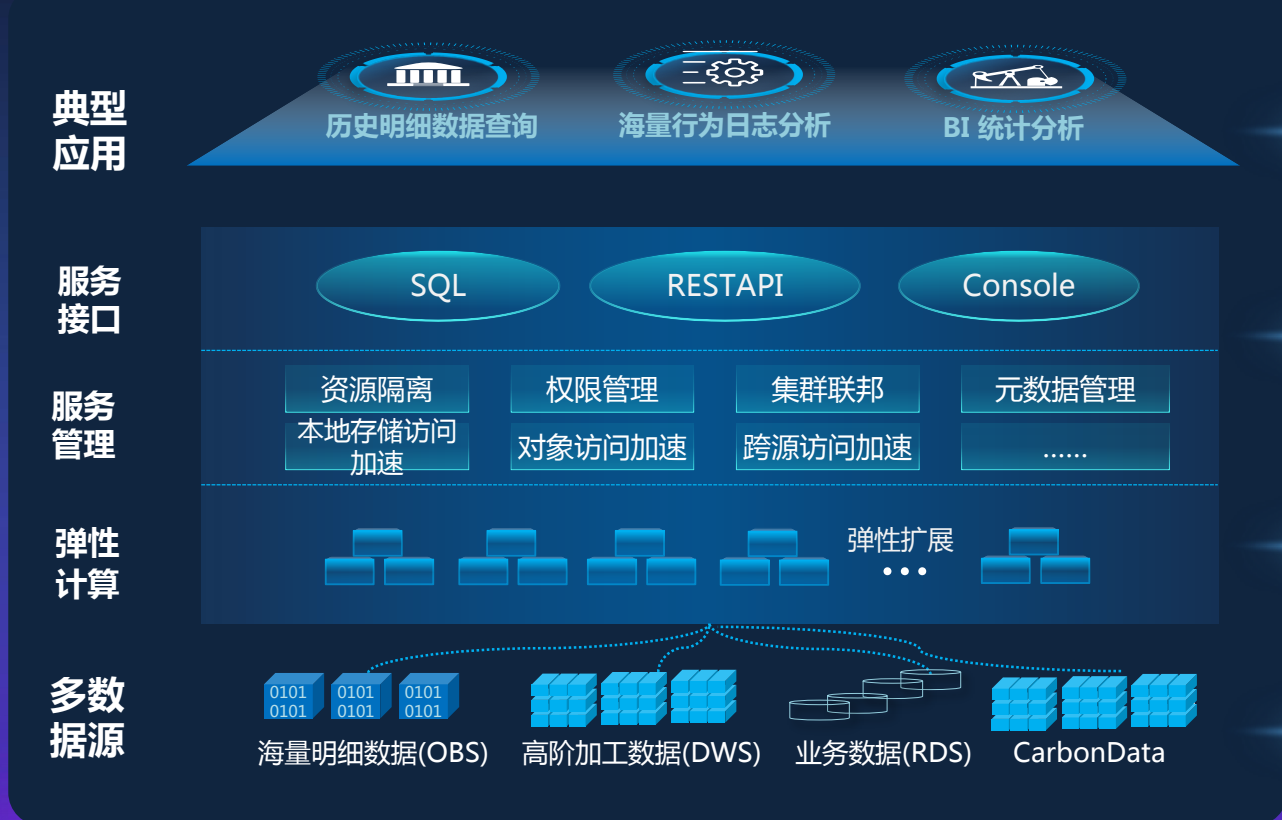 典型
应用
历史明细数据查询
海量行为日志分析
BI 统计分析
服务
接口
SQL
RESTAPI
Console
服务
管理
资源隔离
权限管理
集群联邦
元数据管理
本地存储访问
加速
对象访问加速
跨源访问加速
......
弹性
计算
弹性扩展
•••
多数
据源
0101
0101
0101
0101
0101
0101
海量明细数据(OBS)
高阶加工数据(DWS)
业务数据(RDS)
CarbonData